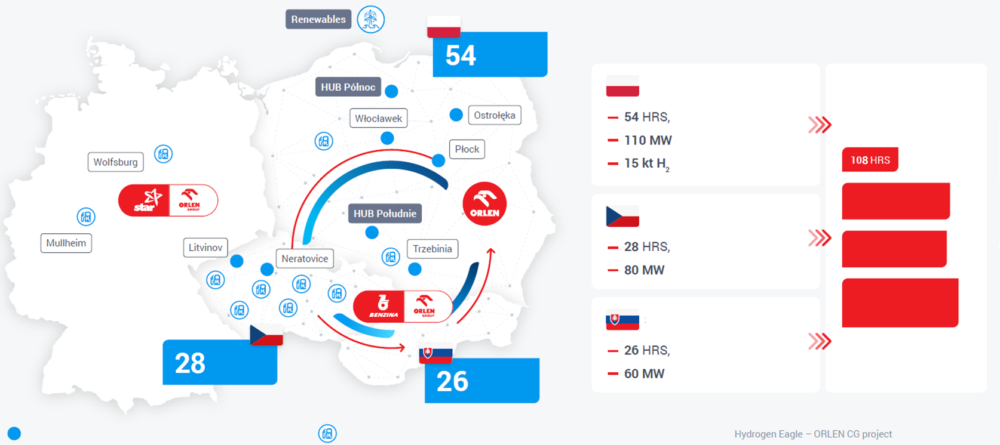 Renewables
54
HUB Północ
Włocławek
Ostrołęka
Płock
Wolfsburg
star
ORLEN
GROUP
ORLEN
HUB Południe
Mullheim
Litvinov
Neratovice
Trzebinia
BENZINA
ORLEN
GROUP
28
26
54 HRS,
110 MW
15 kt H₂
28 HRS,
80 MW
26 HRS,
60 MW
108 HRS
Hydrogen Eagle – ORLEN CG project